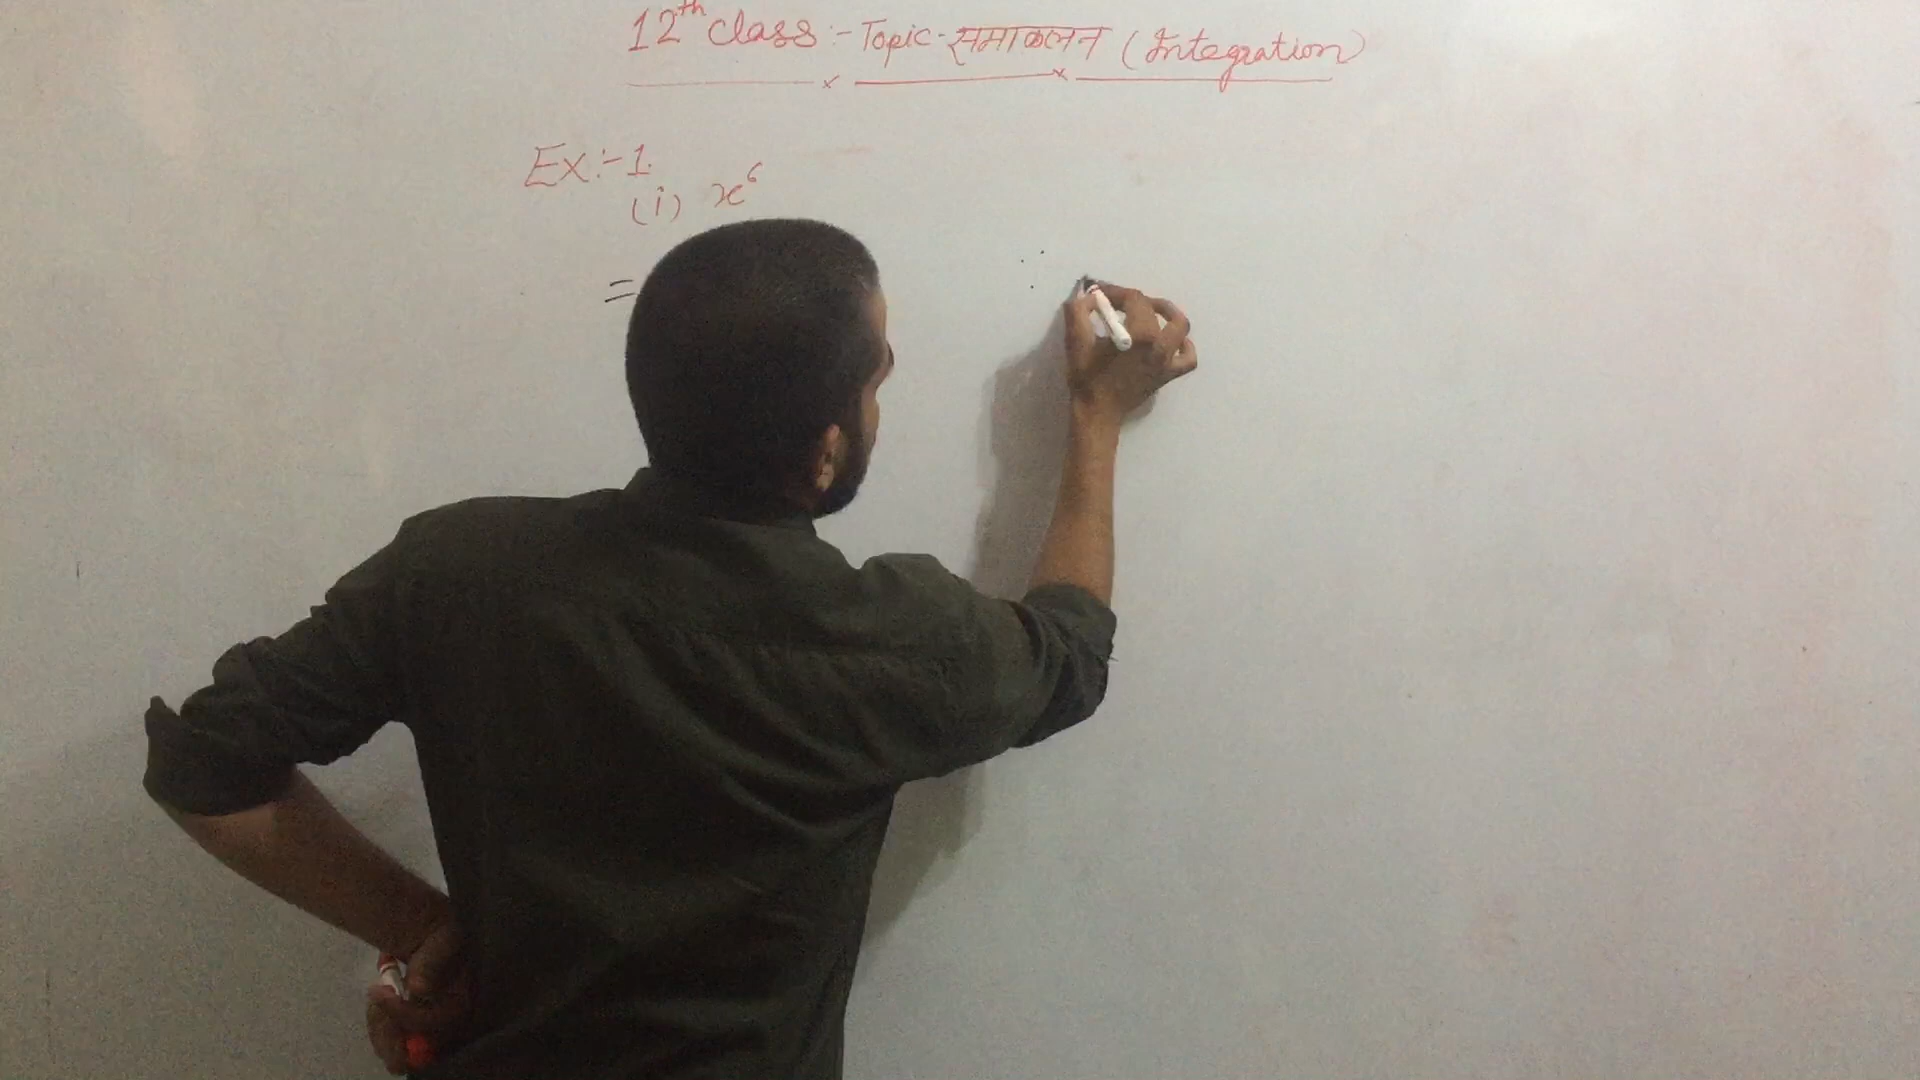 12th class :- Topic - समाकलन (Integration)
Ex:- 1.
(i) x⁶
=